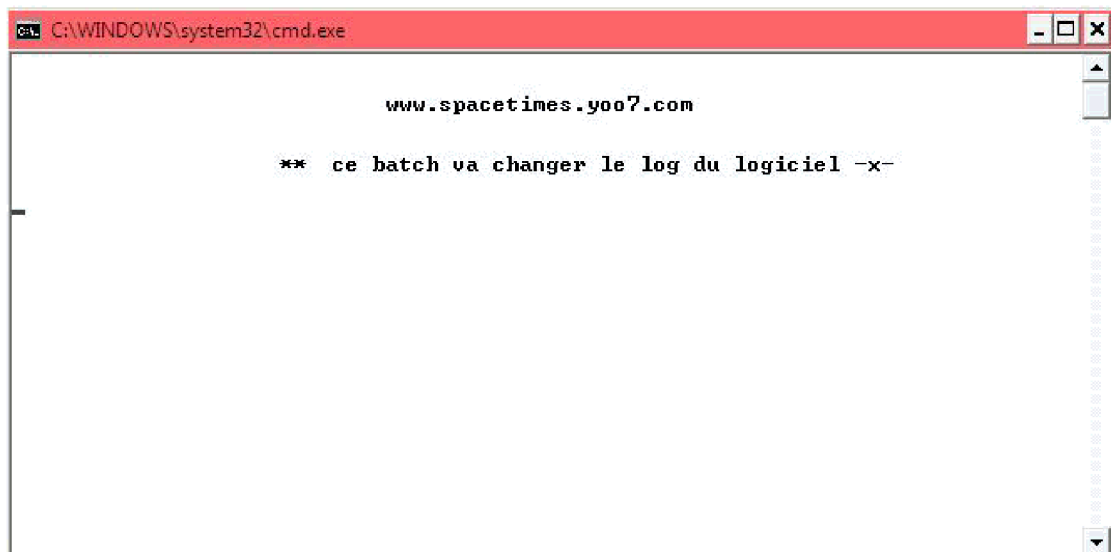 C:\WINDOWS\system32\cmd.exe
www.spacetimes.yoo7.com
** ce batch va changer le log du logiciel -x-